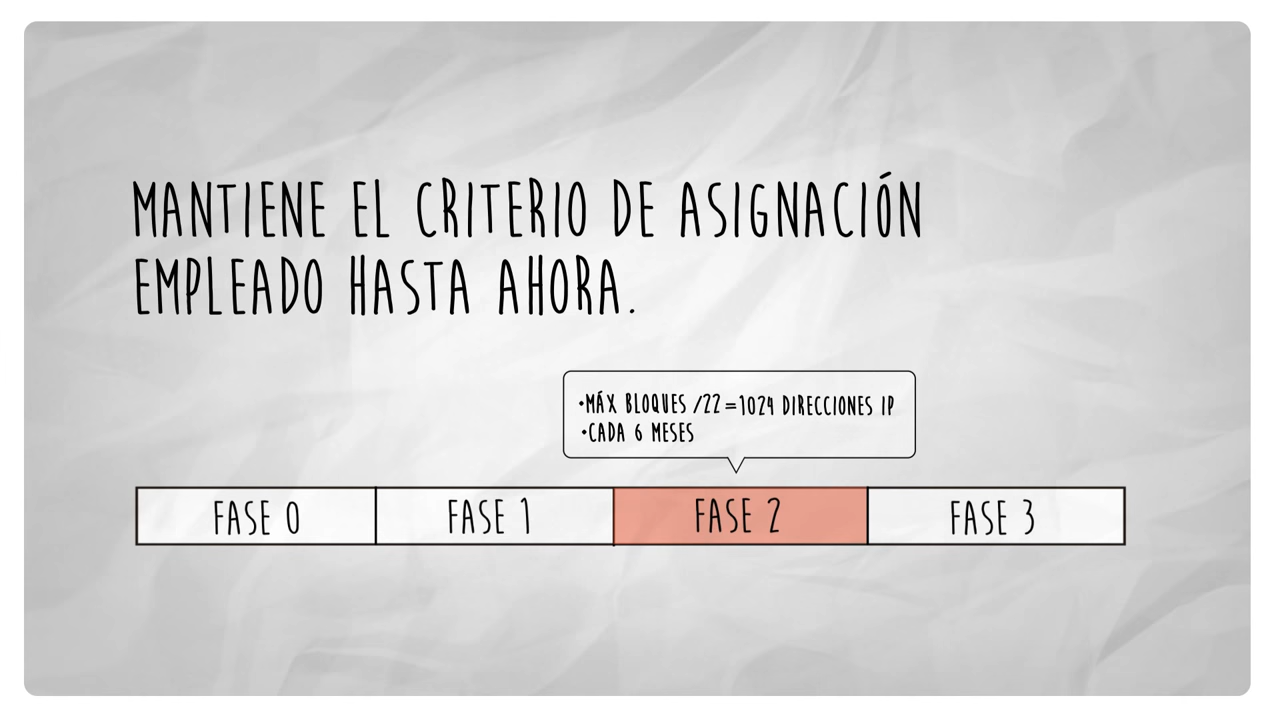 MANTIENE EL CRITERIO DE ASIGNACIÓN
EMPLEADO HASTA AHORA.
•MÁX BLOQUES /22=1024 DIRECCIONES IP
•CADA 6 MESES
FASE 0
FASE 1
FASE 2
FASE 3